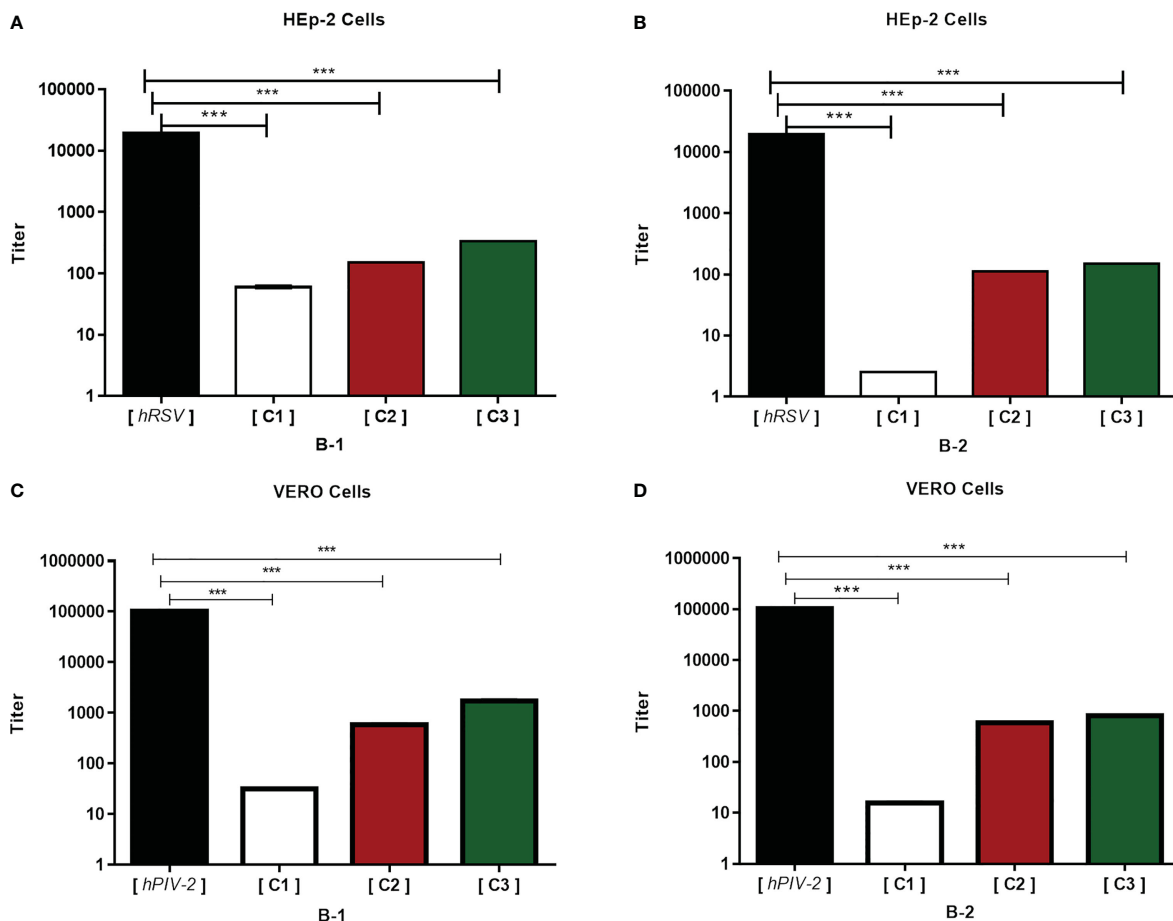 A
HEp-2 Cells
***
***
***
100000
10000
1000
100
10
1
Titer
[ hRSV ] [ C1 ] [ C2 ] [ C3 ]
B-1
B
HEp-2 Cells
***
***
***
100000
10000
1000
100
10
1
Titer
[ hRSV ] [ C1 ] [ C2 ] [ C3 ]
B-2
C
VERO Cells
***
***
***
1000000
100000
10000
1000
100
10
1
Titer
[ hPIV-2 ] [ C1 ] [ C2 ] [ C3 ]
B-1
D
VERO Cells
***
***
***
1000000
100000
10000
1000
100
10
1
Titer
[ hPIV-2 ] [ C1 ] [ C2 ] [ C3 ]
B-2